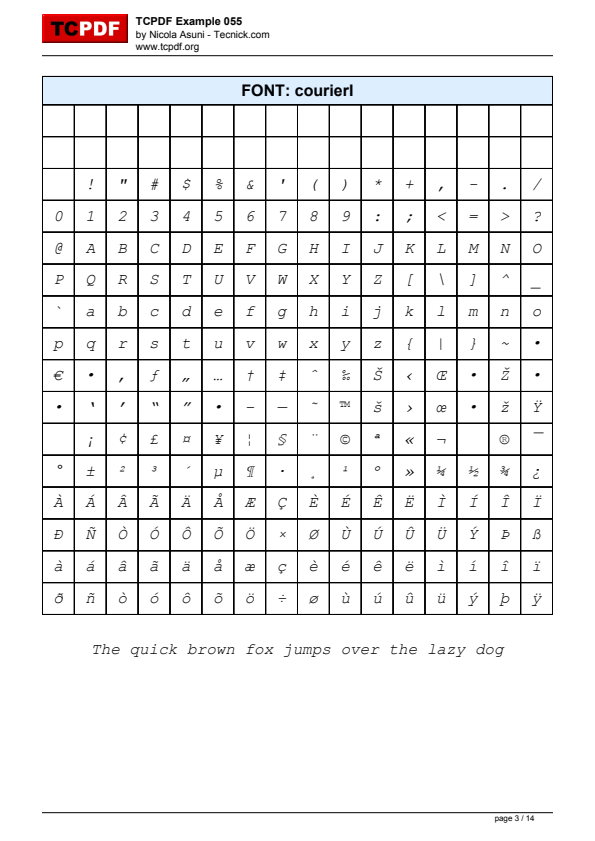 TCPDF
TCPDF Example 055
by Nicola Asuni - Tecnick.com
www.tcpdf.org
FONT: courierI
! " # $ % & ' ( ) * + , - . /
0 1 2 3 4 5 6 7 8 9 : ; < = > ?
@ A B C D E F G H I J K L M N O
P Q R S T U V W X Y Z [ \ ] ^ _
` a b c d e f g h i j k l m n o
p q r s t u v w x y z { | } ~ •
€ • ‚ ƒ „ … † ‡ ˆ ‰ Š ‹ Œ • Ž •
• ‘ ’ “ ” • – — ˜ ™ š › œ • ž Ÿ
¡ ¢ £ ¤ ¥ ¦ § ¨ © ª « ¬ ® ¯
° ± ² ³ ´ µ ¶ · ¸ ¹ º » ¼ ½ ¾ ¿
À Á Â Ã Ä Å Æ Ç È É Ê Ë Ì Í Î Ï
Ð Ñ Ò Ó Ô Õ Ö × Ø Ù Ú Û Ü Ý Þ ß
à á â ã ä å æ ç è é ê ë ì í î ï
ð ñ ò ó ô õ ö ÷ ø ù ú û ü ý þ ÿ
The quick brown fox jumps over the lazy dog
page 3 / 14